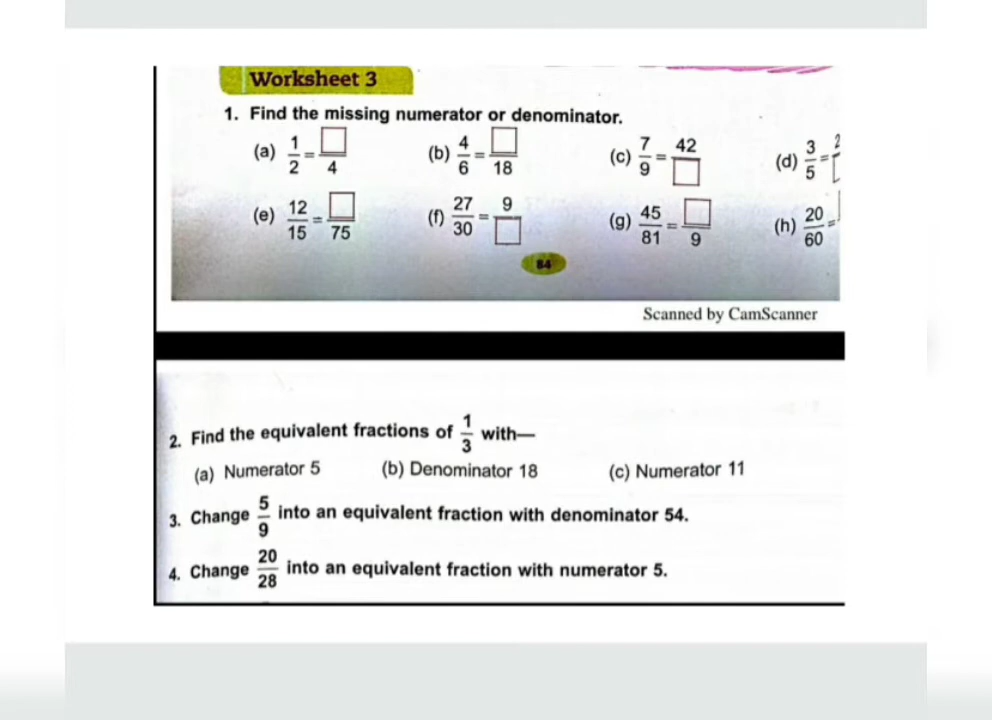 Worksheet 3
1. Find the missing numerator or denominator.
(a) 1/2 = □/4 (b) 4/6 = □/18 (c) 7/9 = 42/□ (d) 3/5 =
(e) 12/15 = □/75 (f) 27/30 = 9/□ (g) 45/81 = □/9 (h) 20/60 =
84
Scanned by CamScanner
2. Find the equivalent fractions of 1/3 with—
(a) Numerator 5 (b) Denominator 18 (c) Numerator 11
3. Change 5/9 into an equivalent fraction with denominator 54.
4. Change 20/28 into an equivalent fraction with numerator 5.